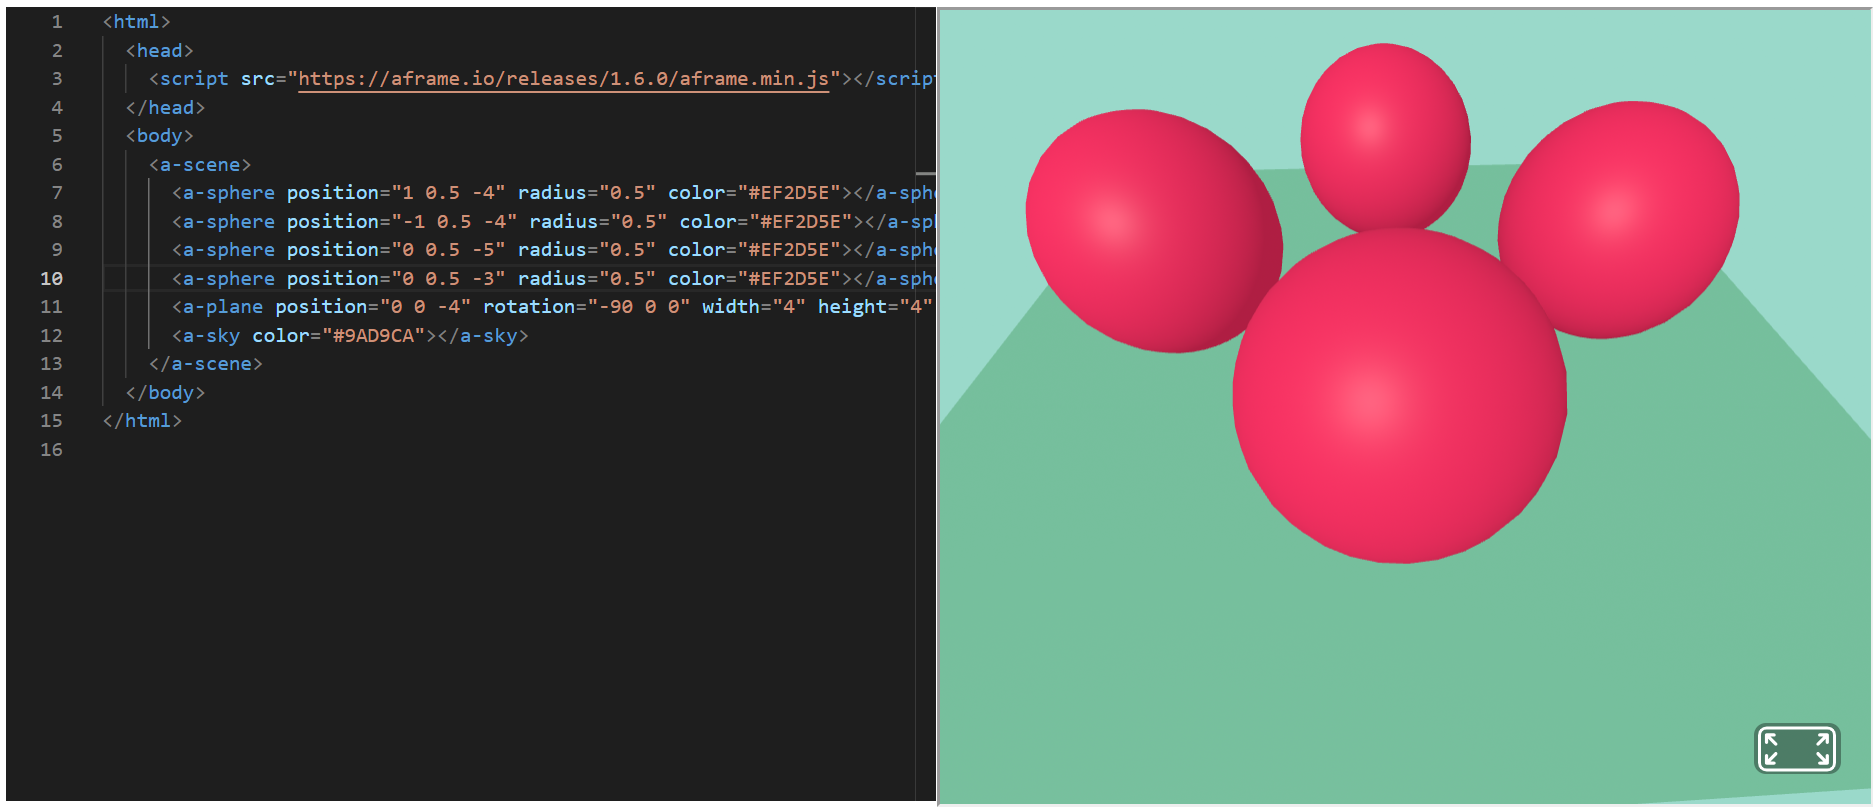 1 <html>
2 <head>
3 <script src="https://aframe.io/releases/1.6.0/aframe.min.js"></script
4 </head>
5 <body>
6 <a-scene>
7 <a-sphere position="1 0.5 -4" radius="0.5" color="#EF2D5E"></a-sphe
8 <a-sphere position="-1 0.5 -4" radius="0.5" color="#EF2D5E"></a-sph
9 <a-sphere position="0 0.5 -5" radius="0.5" color="#EF2D5E"></a-sphe
10 <a-sphere position="0 0.5 -3" radius="0.5" color="#EF2D5E"></a-sphe
11 <a-plane position="0 0 -4" rotation="-90 0 0" width="4" height="4"
12 <a-sky color="#9AD9CA"></a-sky>
13 </a-scene>
14 </body>
15 </html>
16